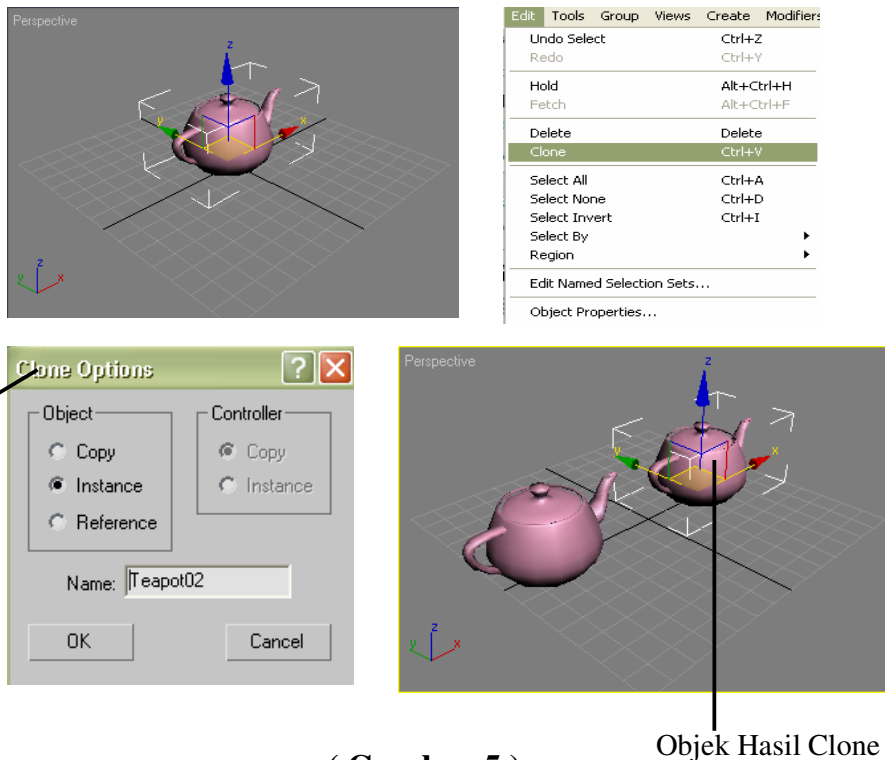 Perspective
z
y
x
z
y
x
Edit Tools Group Views Create Modifiers
Undo Select Ctrl+Z
Redo Ctrl+Y
Hold Alt+Ctrl+H
Fetch Alt+Ctrl+F
Delete Delete
Clone Ctrl+V
Select All Ctrl+A
Select None Ctrl+D
Select Invert Ctrl+I
Select By
Region
Edit Named Selection Sets...
Object Properties...
Clone Options
Object
Copy
Instance
Reference
Controller
Copy
Instance
Name: Teapot02
OK Cancel
Perspective
z
y
x
z
y
x
Objek Hasil Clone